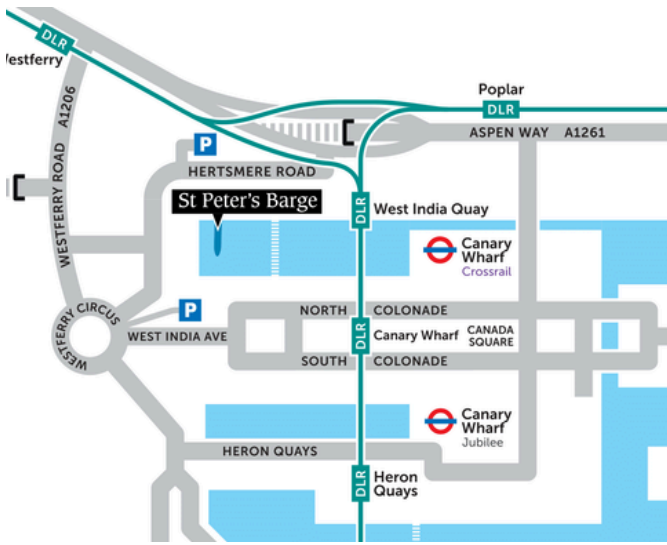 DLR
Westferry
WESTFERRY ROAD A1206
Poplar
DLR
ASPEN WAY A1261
P
HERTSMERE ROAD
St Peter's Barge
DLR
West India Quay
Canary
Wharf
Crossrail
P
WESTFERRY CIRCUS
WEST INDIA AVE
NORTH COLONADE
DLR
Canary Wharf
CANADA
SQUARE
SOUTH COLONADE
Canary
Wharf
Jubilee
HERON QUAYS
DLR
Heron
Quays